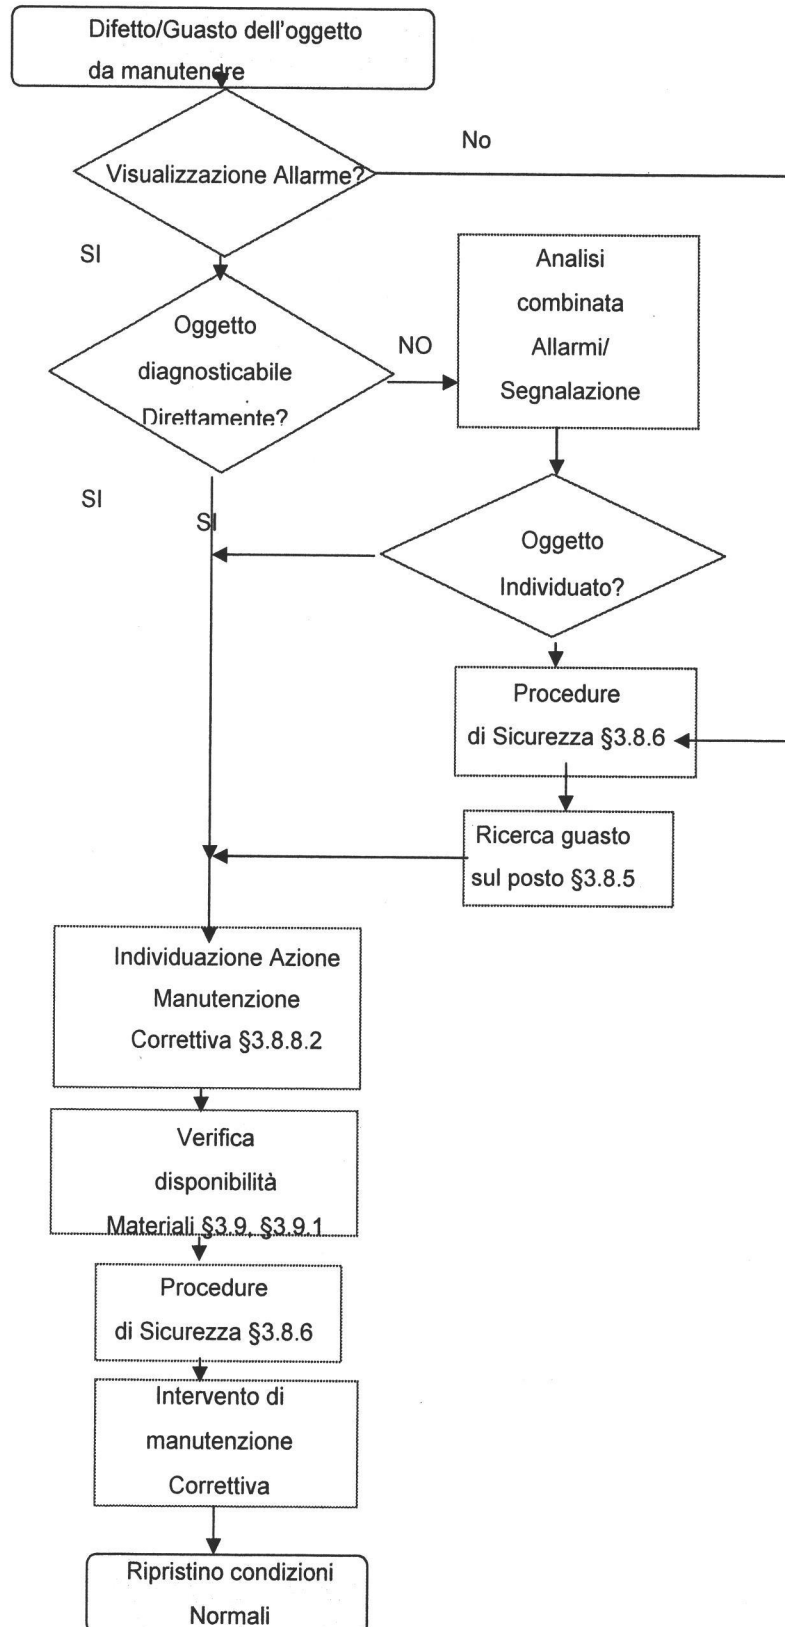 Difetto/Guasto dell'oggetto
da manutendre
No
Visualizzazione Allarme?
SI
Analisi
combinata
Allarmi/
Segnalazione
Oggetto
diagnosticabile
Direttamente?
NO
SI
SI
Oggetto
Individuato?
Procedure
di Sicurezza §3.8.6
Ricerca guasto
sul posto §3.8.5
Individuazione Azione
Manutenzione
Correttiva §3.8.8.2
Verifica
disponibilità
Materiali §3.9, §3.9.1
Procedure
di Sicurezza §3.8.6
Intervento di
manutenzione
Correttiva
Ripristino condizioni
Normali